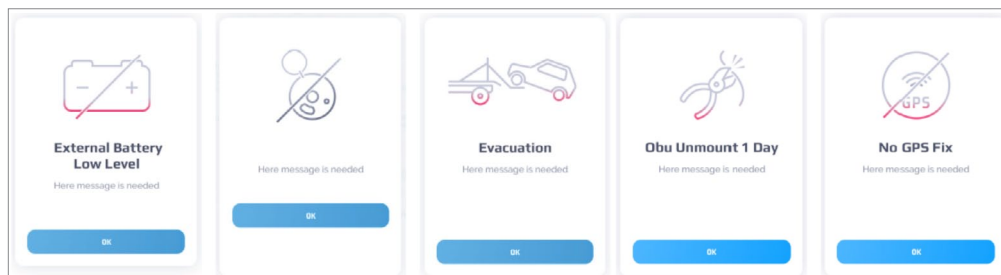 External Battery
Low Level
Here message is needed
OK
Here message is needed
OK
Evacuation
Here message is needed
OK
Obu Unmount 1 Day
Here message is needed
OK
GPS
No GPS Fix
Here message is needed
OK